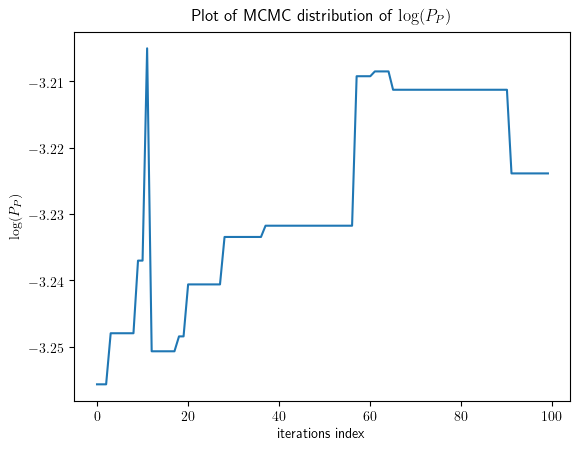 Plot of MCMC distribution of log(P_P)
log(P_P)
−3.21
−3.22
−3.23
−3.24
−3.25
0 20 40 60 80 100
iterations index